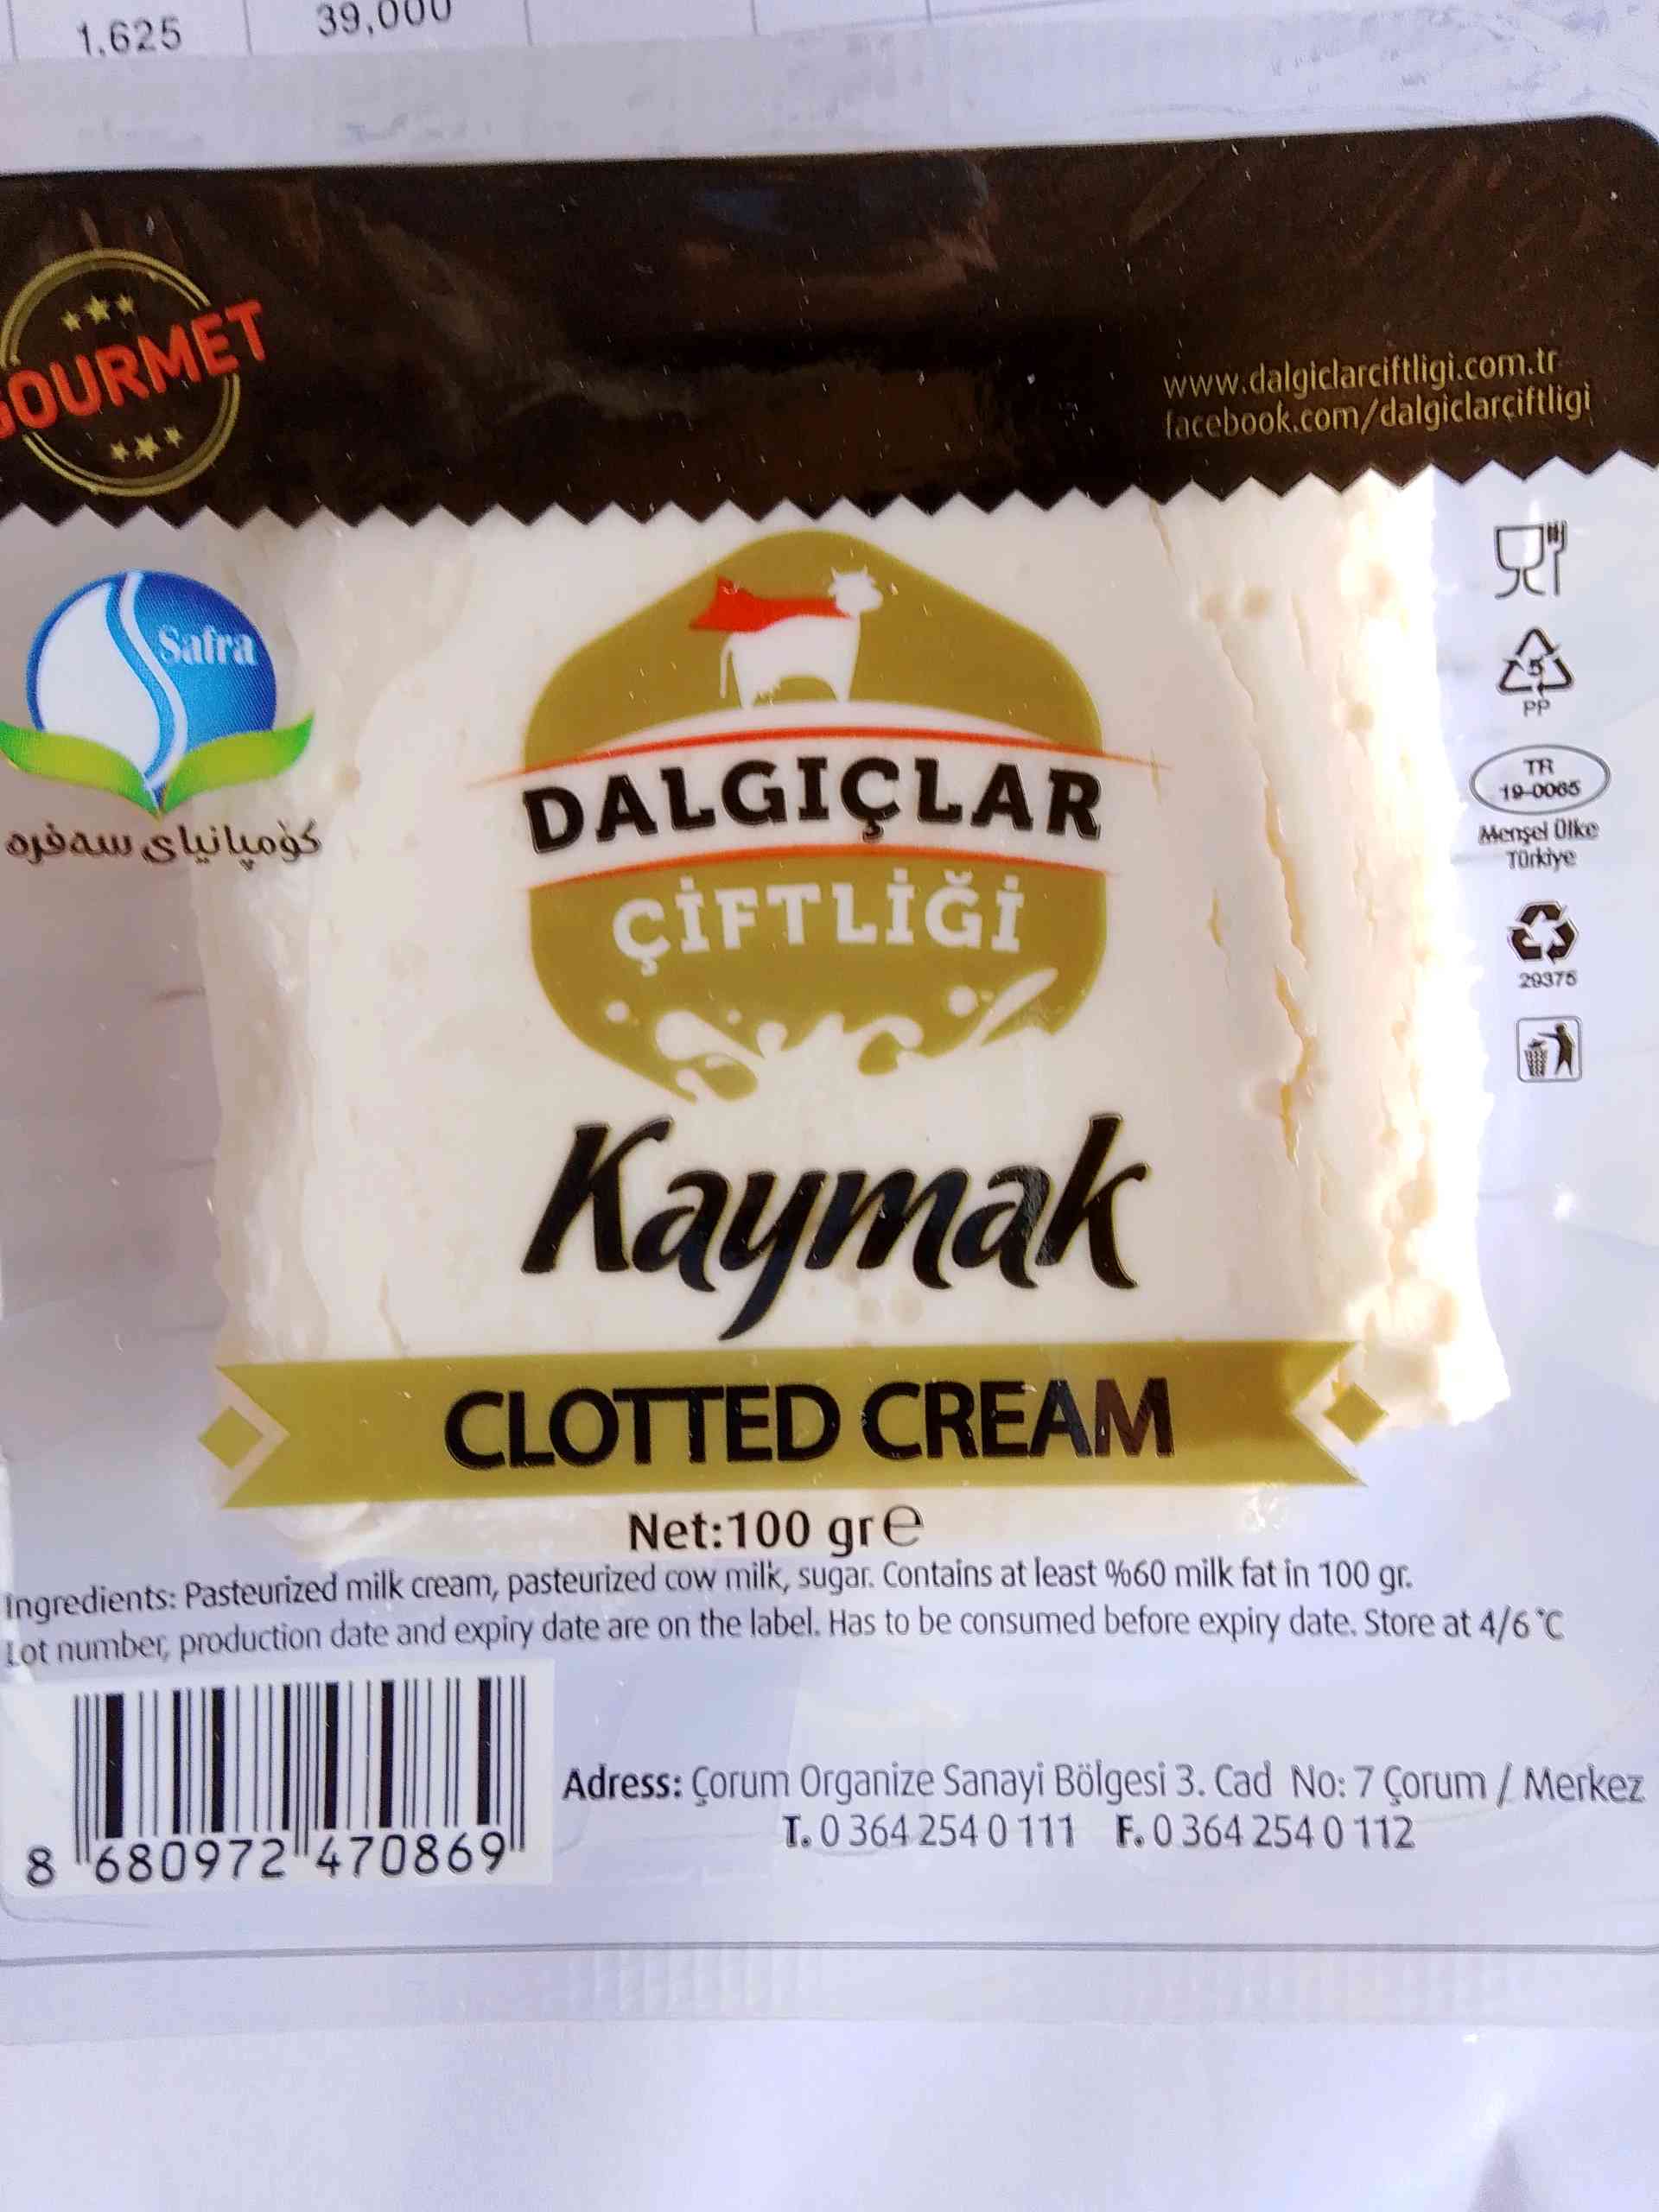 1.625 39,000
GOURMET
www.dalgiclarciftligi.com.tr
facebook.com/dalgiclarçiftligi
Safra
کۆمپانیای سەفرە
DALGIÇLAR
ÇİFTLİĞİ
5
PP
TR
19-0065
Menşei Ülke
Türkiye
29375
Kaymak
CLOTTED CREAM
Net:100 gr e
Ingredients: Pasteurized milk cream, pasteurized cow milk, sugar. Contains at least %60 milk fat in 100 gr.
Lot number, production date and expiry date are on the label. Has to be consumed before expiry date. Store at 4/6 °C
8 680972 470869
Adress: Çorum Organize Sanayi Bölgesi 3. Cad No: 7 Çorum / Merkez
T. 0 364 254 0 111 F. 0 364 254 0 112